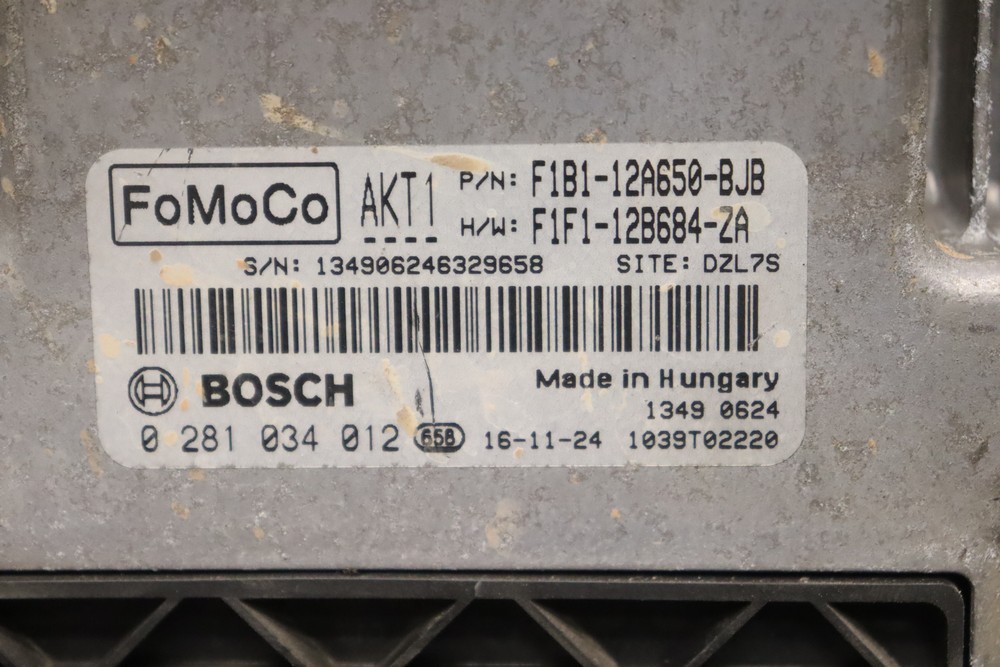 FoMoCo AKT1 P/N: F1B1-12A650-BJB
H/W: F1F1-12B684-ZA
S/N: 134906246329658 SITE: DZL7S
BOSCH Made in Hungary
1349 0624
0 281 034 012 65B 16-11-24 1039T02220